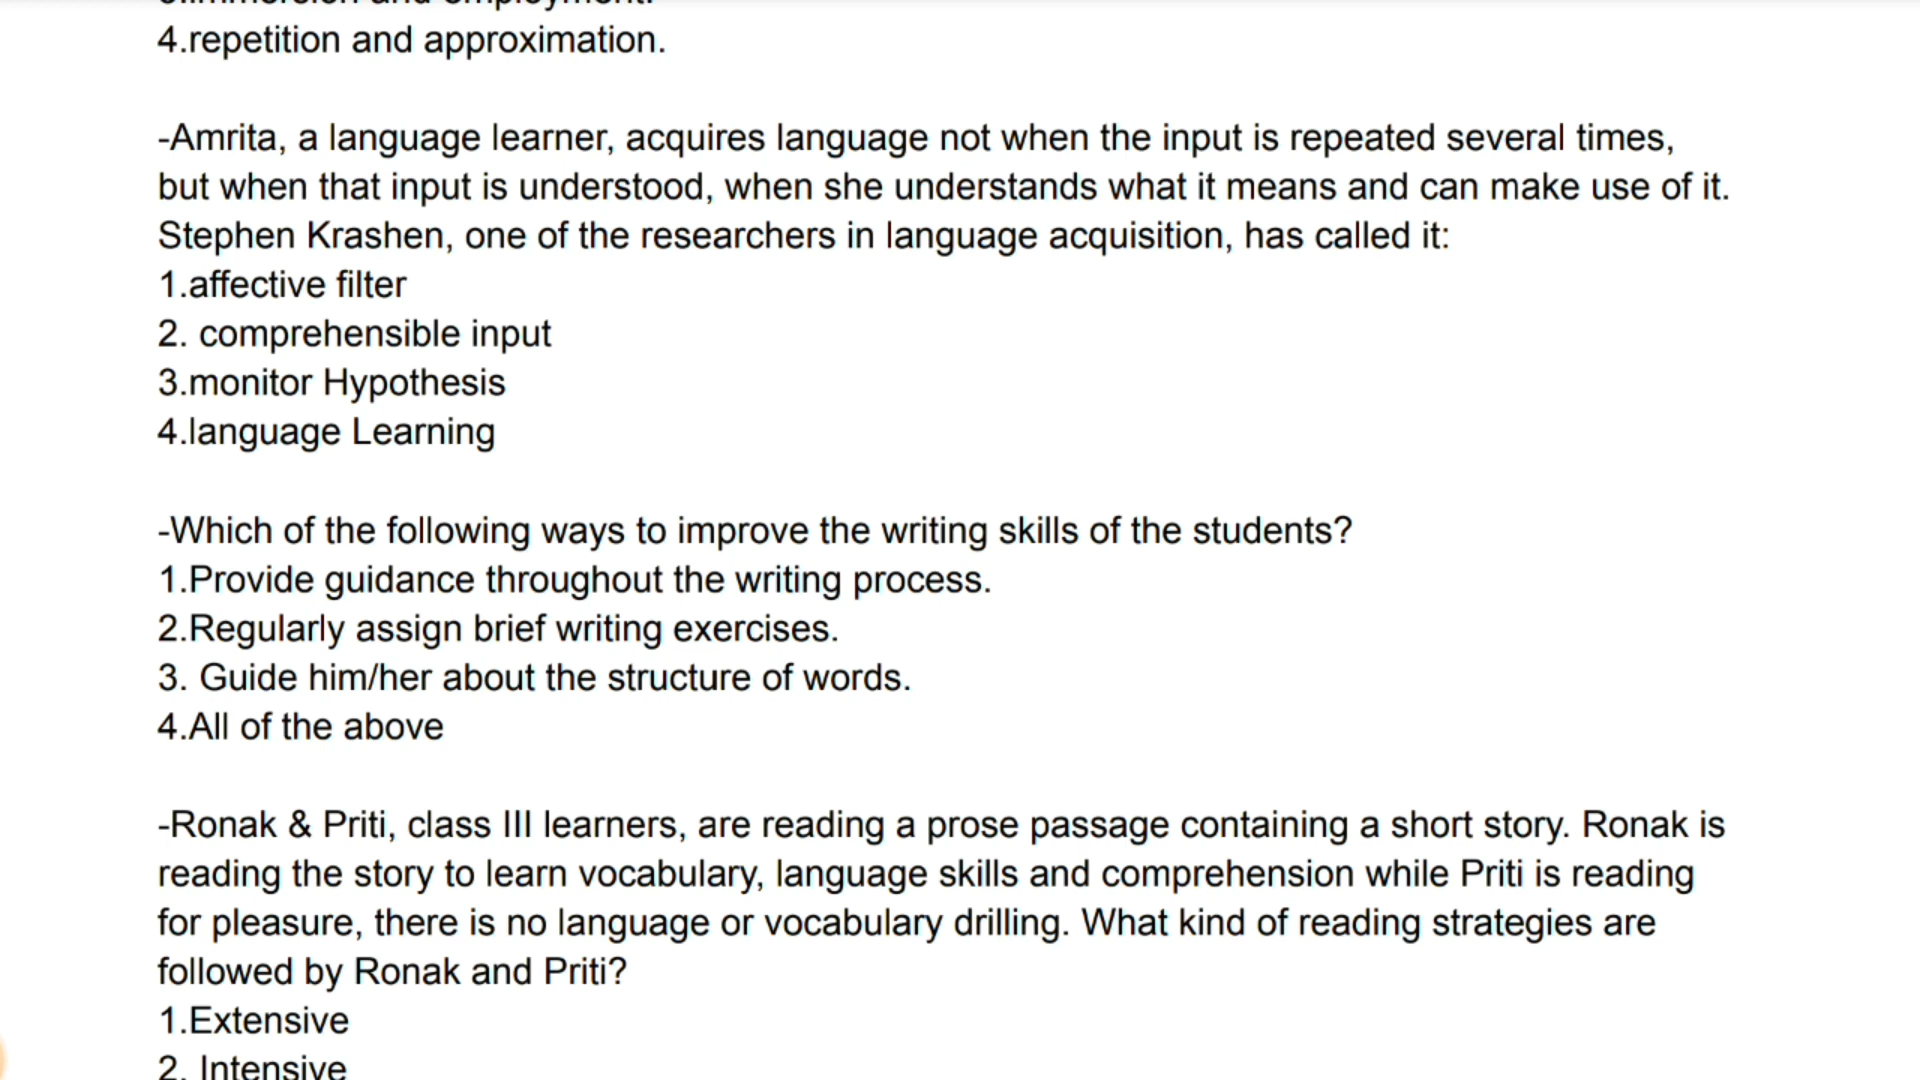 4.repetition and approximation.
-Amrita, a language learner, acquires language not when the input is repeated several times,
but when that input is understood, when she understands what it means and can make use of it.
Stephen Krashen, one of the researchers in language acquisition, has called it:
1.affective filter
2. comprehensible input
3.monitor Hypothesis
4.language Learning
-Which of the following ways to improve the writing skills of the students?
1.Provide guidance throughout the writing process.
2.Regularly assign brief writing exercises.
3. Guide him/her about the structure of words.
4.All of the above
-Ronak & Priti, class III learners, are reading a prose passage containing a short story. Ronak is
reading the story to learn vocabulary, language skills and comprehension while Priti is reading
for pleasure, there is no language or vocabulary drilling. What kind of reading strategies are
followed by Ronak and Priti?
1.Extensive
2. Intensive